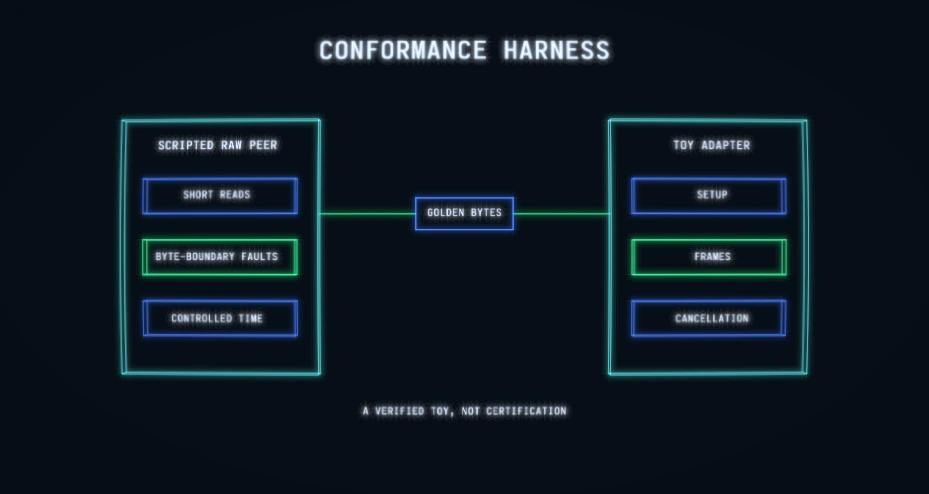 CONFORMANCE HARNESS
SCRIPTED RAW PEER
SHORT READS
BYTE-BOUNDARY FAULTS
CONTROLLED TIME
GOLDEN BYTES
TOY ADAPTER
SETUP
FRAMES
CANCELLATION
A VERIFIED TOY, NOT CERTIFICATION